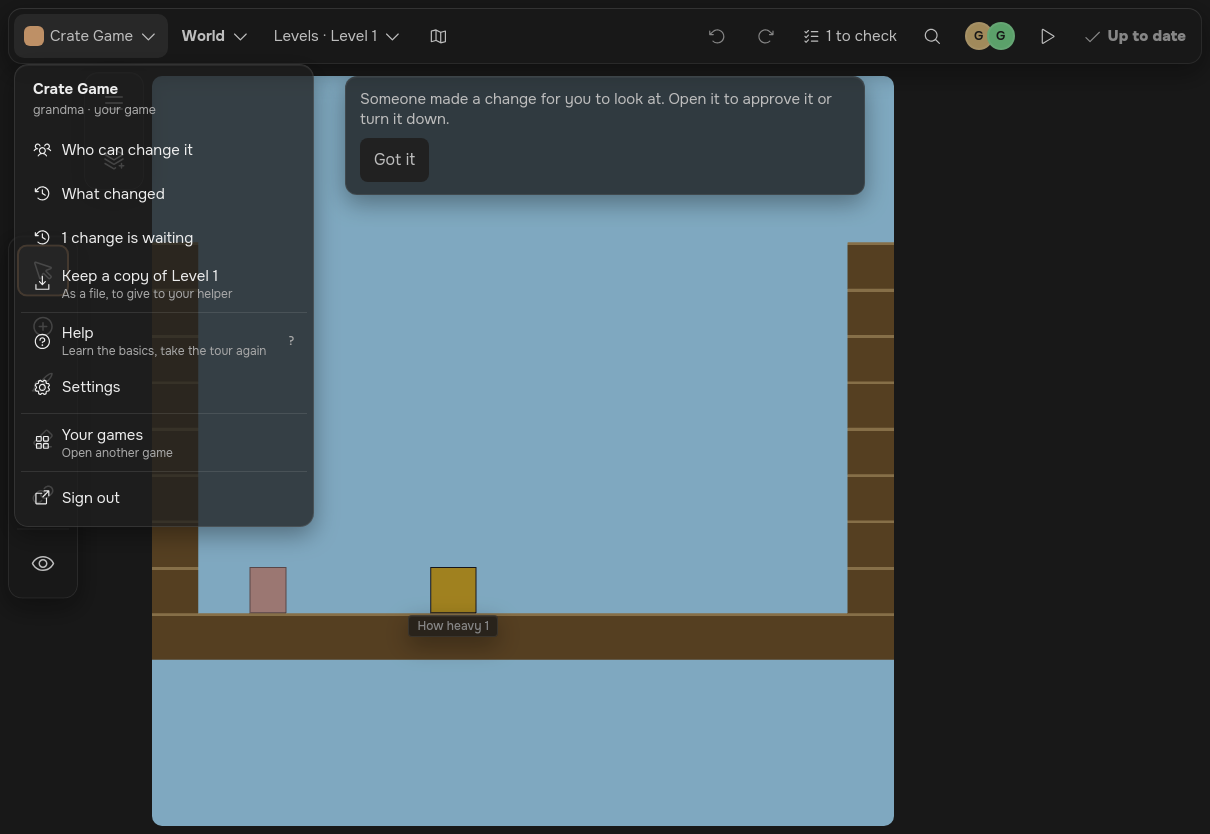 Crate Game
World
Levels · Level 1
1 to check
G
G
Up to date
Crate Game
grandma · your game
Who can change it
What changed
1 change is waiting
Keep a copy of Level 1
As a file, to give to your helper
Help
Learn the basics, take the tour again
?
Settings
Your games
Open another game
Sign out
Someone made a change for you to look at. Open it to approve it or
turn it down.
Got it
How heavy 1